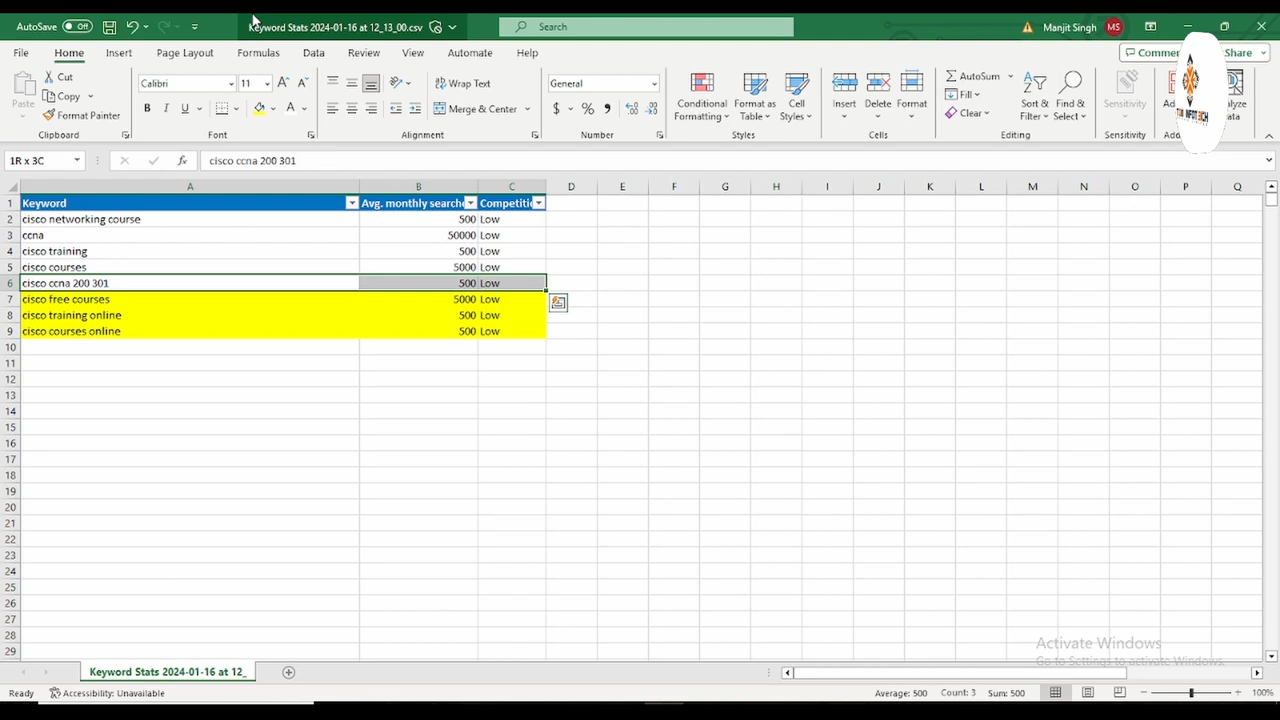 AutoSave Off Keyword Stats 2024-01-16 at 12_13_00.csv Search Manjit Singh MS
File Home Insert Page Layout Formulas Data Review View Automate Help Share
Paste Cut Copy Format Painter Clipboard
Calibri 11 B I U A Font
Wrap Text Merge & Center Alignment
General $ % Number
Conditional Formatting Format as Table Cell Styles Styles
Insert Delete Format Cells
AutoSum Fill Clear Sort & Filter Find & Select Editing
Sensitivity Sensitivity
1R x 3C fx cisco ccna 200 301
A B C D E F G H I J K L M N O P Q
1 Keyword Avg. monthly searche Competitio
2 cisco networking course 500 Low
3 ccna 50000 Low
4 cisco training 500 Low
5 cisco courses 5000 Low
6 cisco ccna 200 301 500 Low
7 cisco free courses 5000 Low
8 cisco training online 500 Low
9 cisco courses online 500 Low
10
11
12
13
14
15
16
17
18
19
20
21
22
23
24
25
26
27
28
29
Activate Windows
Go to Settings to activate Windows.
Keyword Stats 2024-01-16 at 12_
Ready Accessibility: Unavailable Average: 500 Count: 3 Sum: 500 100%